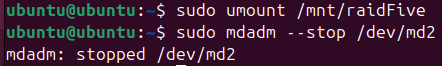 ubuntu@ubuntu:~$ sudo umount /mnt/raidFive
ubuntu@ubuntu:~$ sudo mdadm --stop /dev/md2
mdadm: stopped /dev/md2